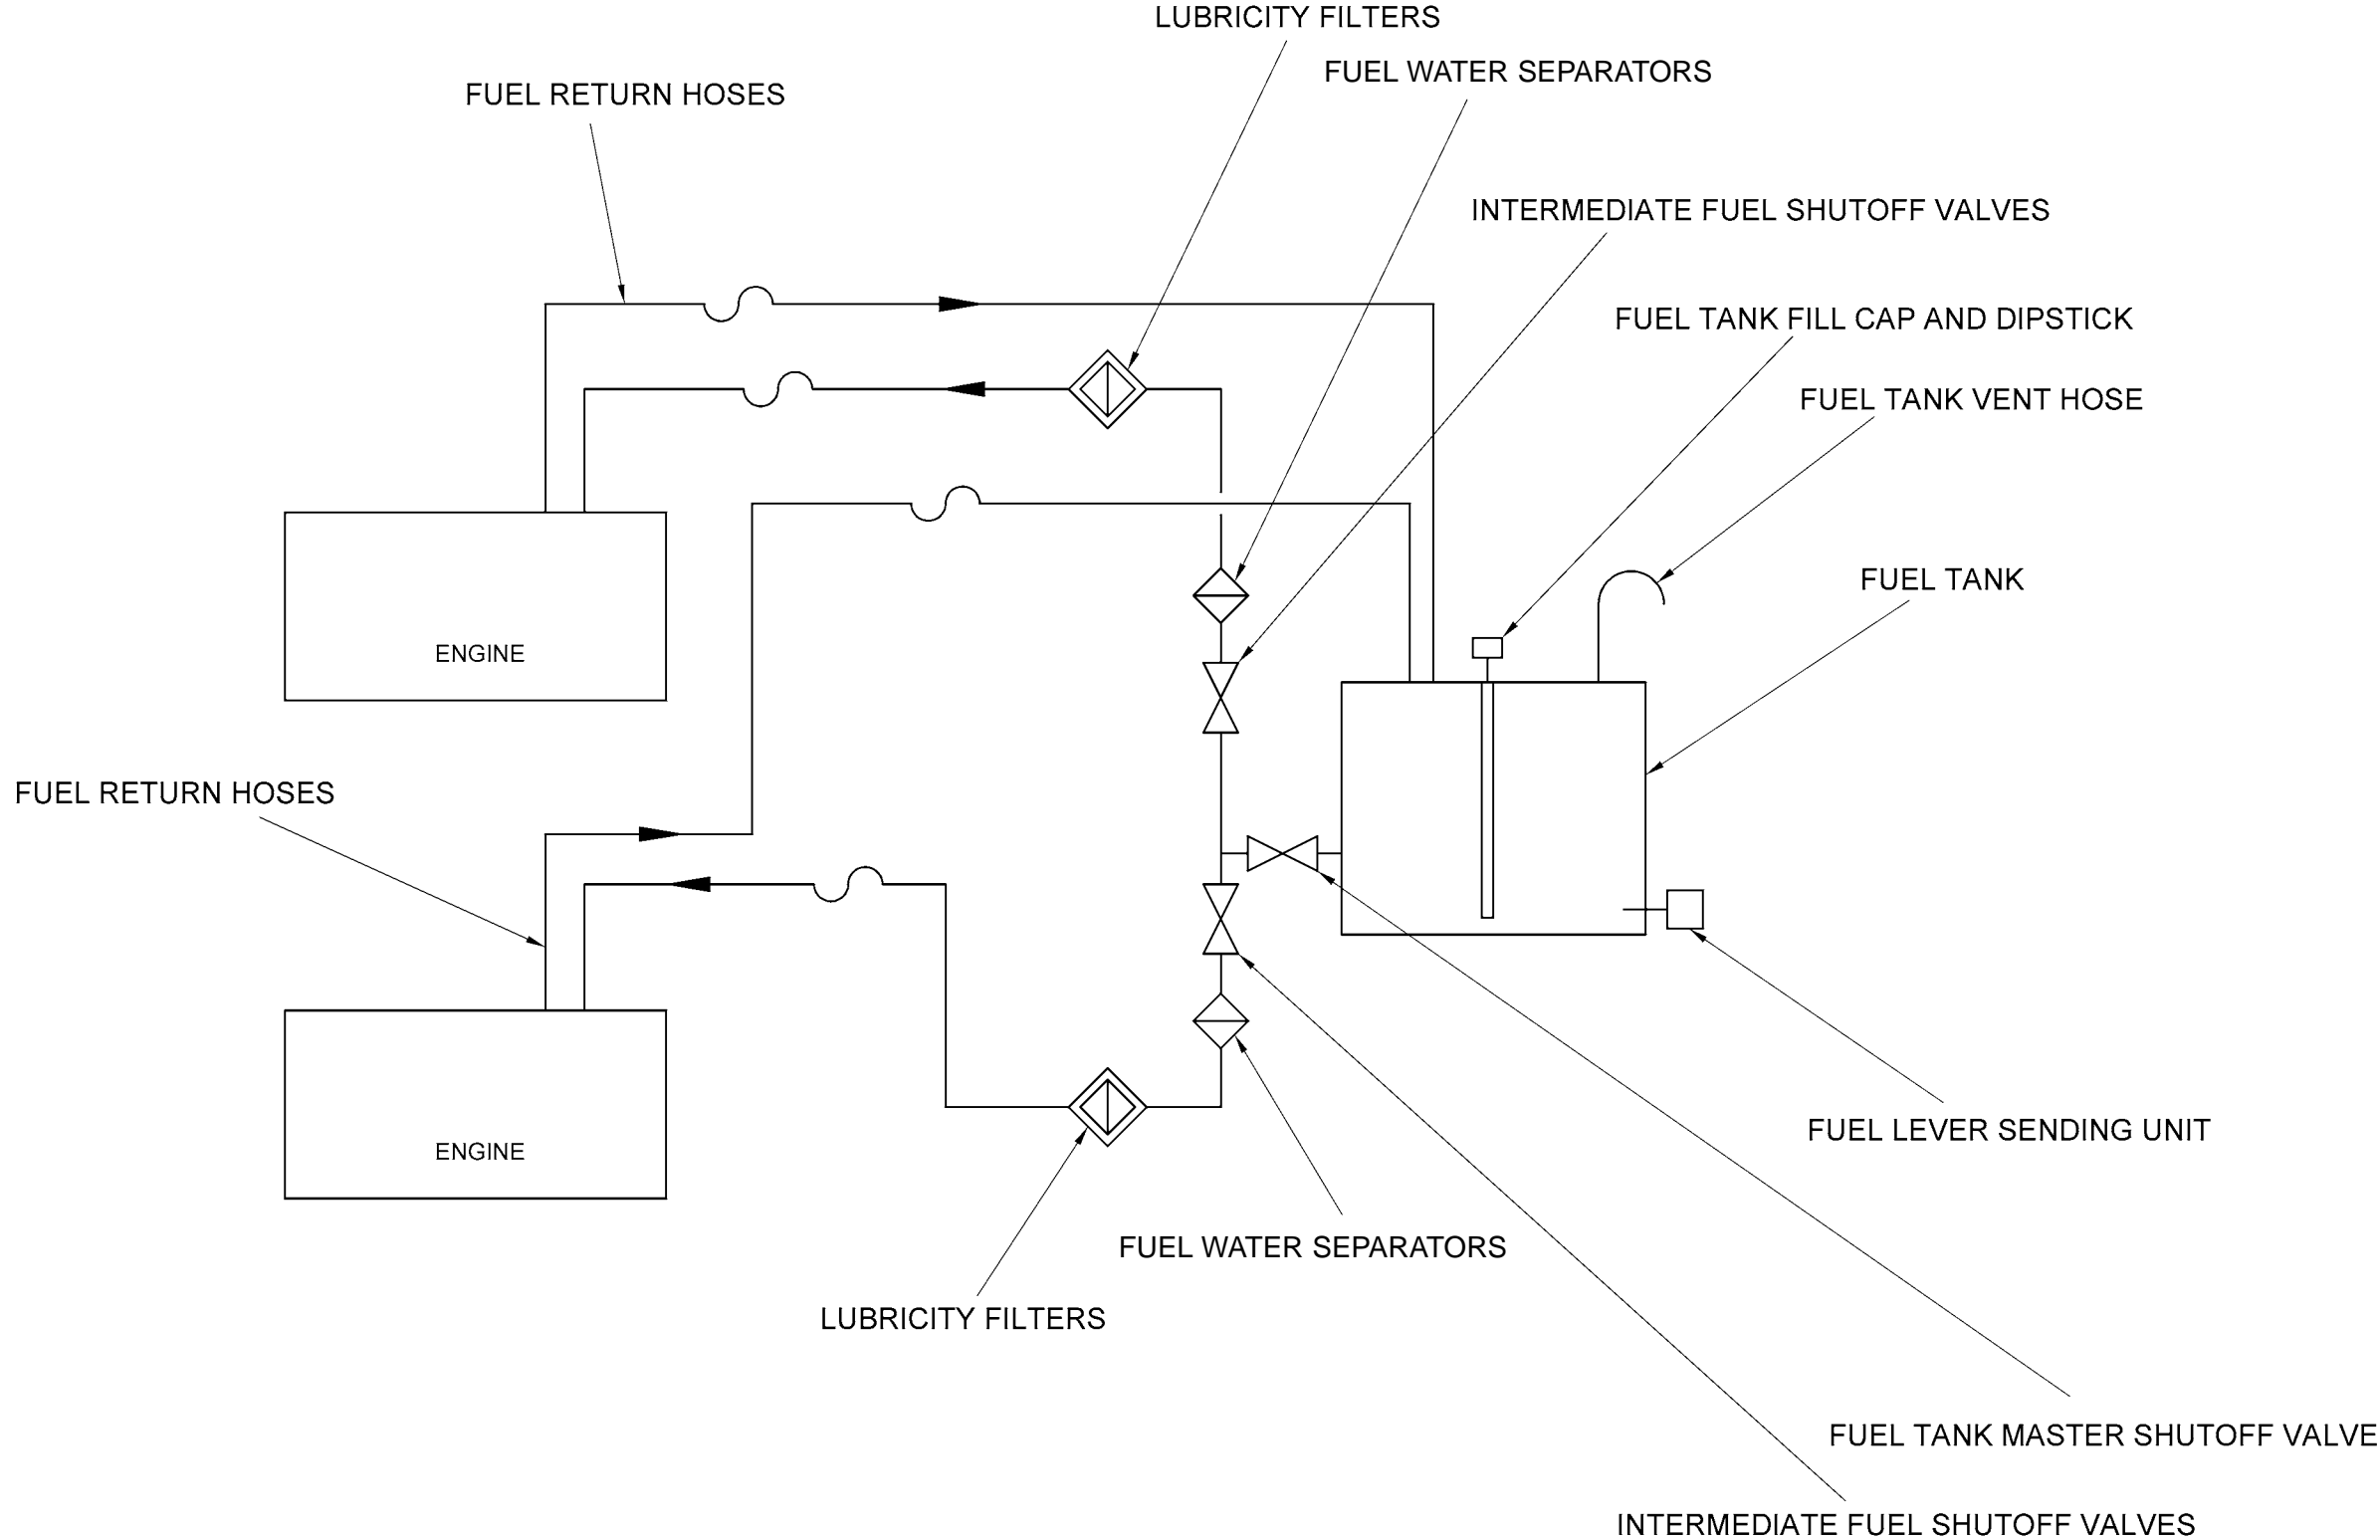 LUBRICITY FILTERS
FUEL WATER SEPARATORS
FUEL RETURN HOSES
INTERMEDIATE FUEL SHUTOFF VALVES
FUEL TANK FILL CAP AND DIPSTICK
FUEL TANK VENT HOSE
FUEL TANK
ENGINE
FUEL RETURN HOSES
FUEL LEVER SENDING UNIT
ENGINE
FUEL WATER SEPARATORS
LUBRICITY FILTERS
FUEL TANK MASTER SHUTOFF VALVE
INTERMEDIATE FUEL SHUTOFF VALVES